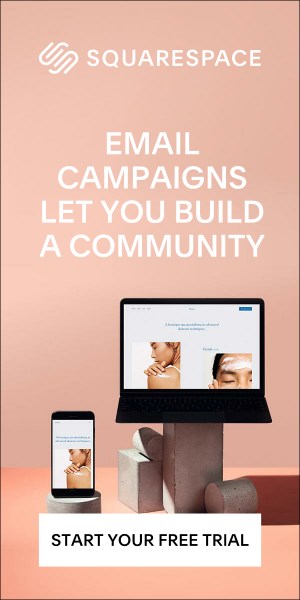 SQUARESPACE
EMAIL
CAMPAIGNS
LET YOU BUILD
A COMMUNITY
START YOUR FREE TRIAL